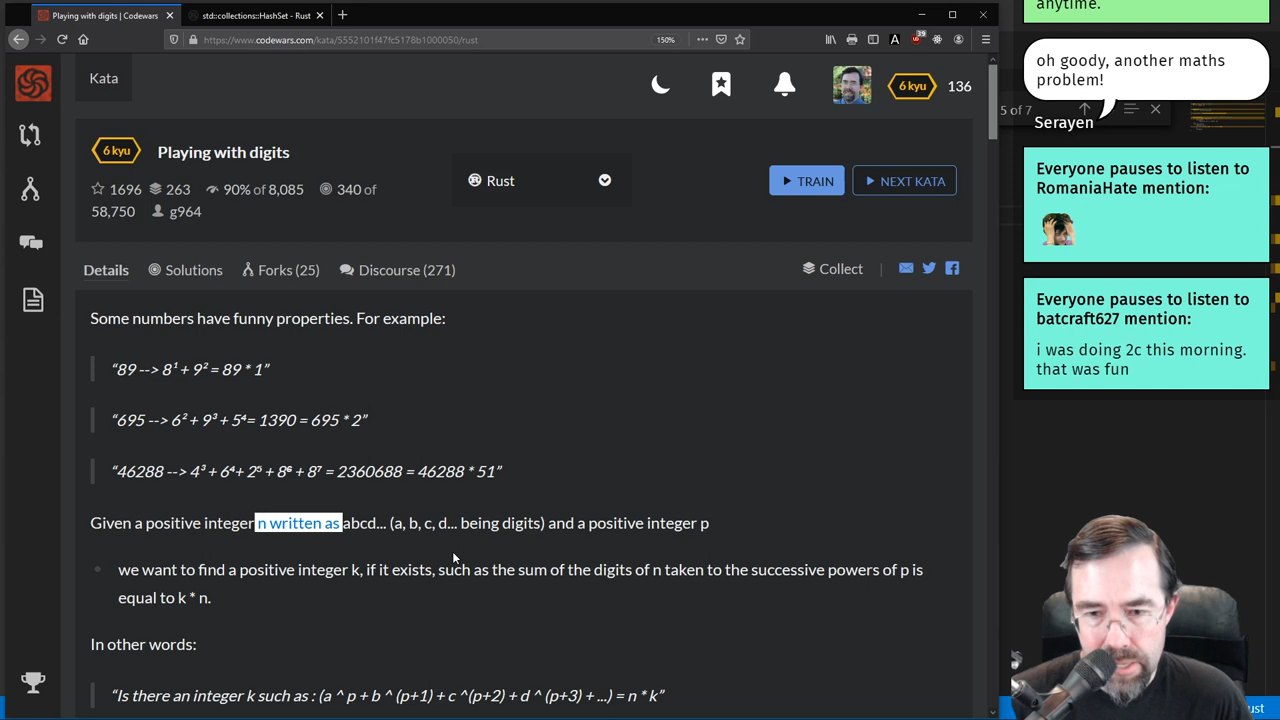 Playing with digits | Codewars
std::collections::HashSet - Rust
https://www.codewars.com/kata/5552101f47fc5178b1000050/rust
150%
39
Kata
6 kyu
136
6 kyu
Playing with digits
1696 263 90% of 8,085 340 of
58,750 g964
Rust
TRAIN
NEXT KATA
Details
Solutions
Forks (25)
Discourse (271)
Collect
Some numbers have funny properties. For example:
“89 --> 8¹ + 9² = 89 * 1”
“695 --> 6² + 9³ + 5⁴= 1390 = 695 * 2”
“46288 --> 4³ + 6⁴+ 2⁵ + 8⁶ + 8⁷ = 2360688 = 46288 * 51”
Given a positive integer n written as abcd... (a, b, c, d... being digits) and a positive integer p
we want to find a positive integer k, if it exists, such as the sum of the digits of n taken to the successive powers of p is
equal to k * n.
In other words:
“Is there an integer k such as : (a ^ p + b ^ (p+1) + c ^(p+2) + d ^ (p+3) + ...) = n * k”
anytime.
oh goody, another maths
problem!
5 of 7
Serayen
Everyone pauses to listen to
RomaniaHate mention:
Everyone pauses to listen to
batcraft627 mention:
i was doing 2c this morning.
that was fun
ust